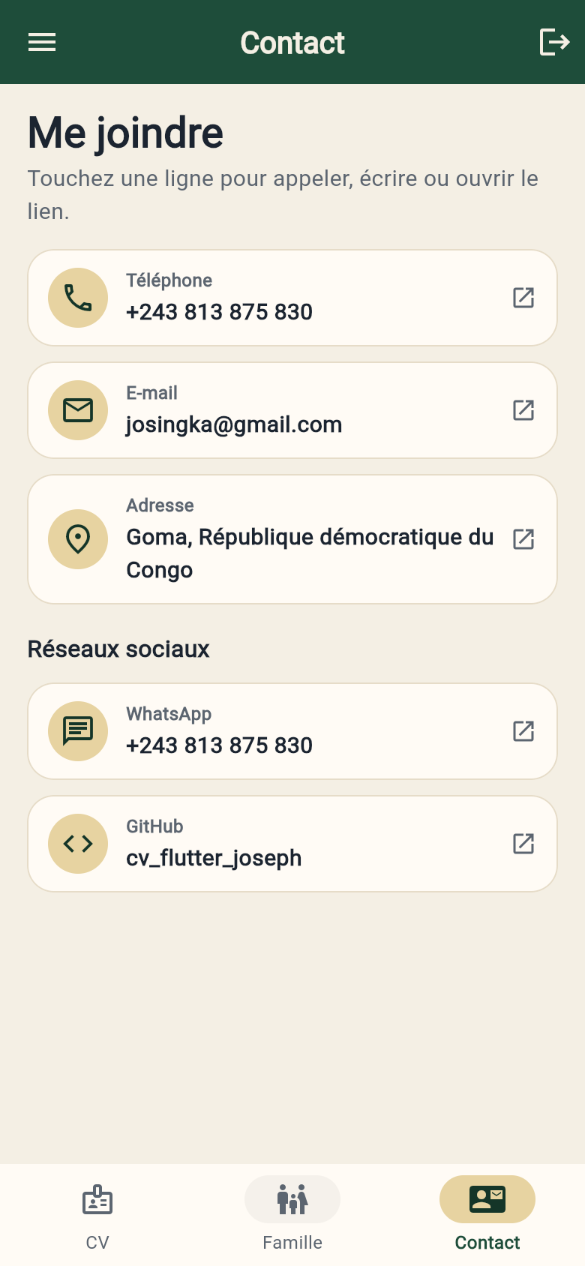 Contact
Me joindre
Touchez une ligne pour appeler, écrire ou ouvrir le
lien.
Téléphone
+243 813 875 830
E-mail
josingka@gmail.com
Adresse
Goma, République démocratique du
Congo
Réseaux sociaux
WhatsApp
+243 813 875 830
GitHub
cv_flutter_joseph
CV
Famille
Contact